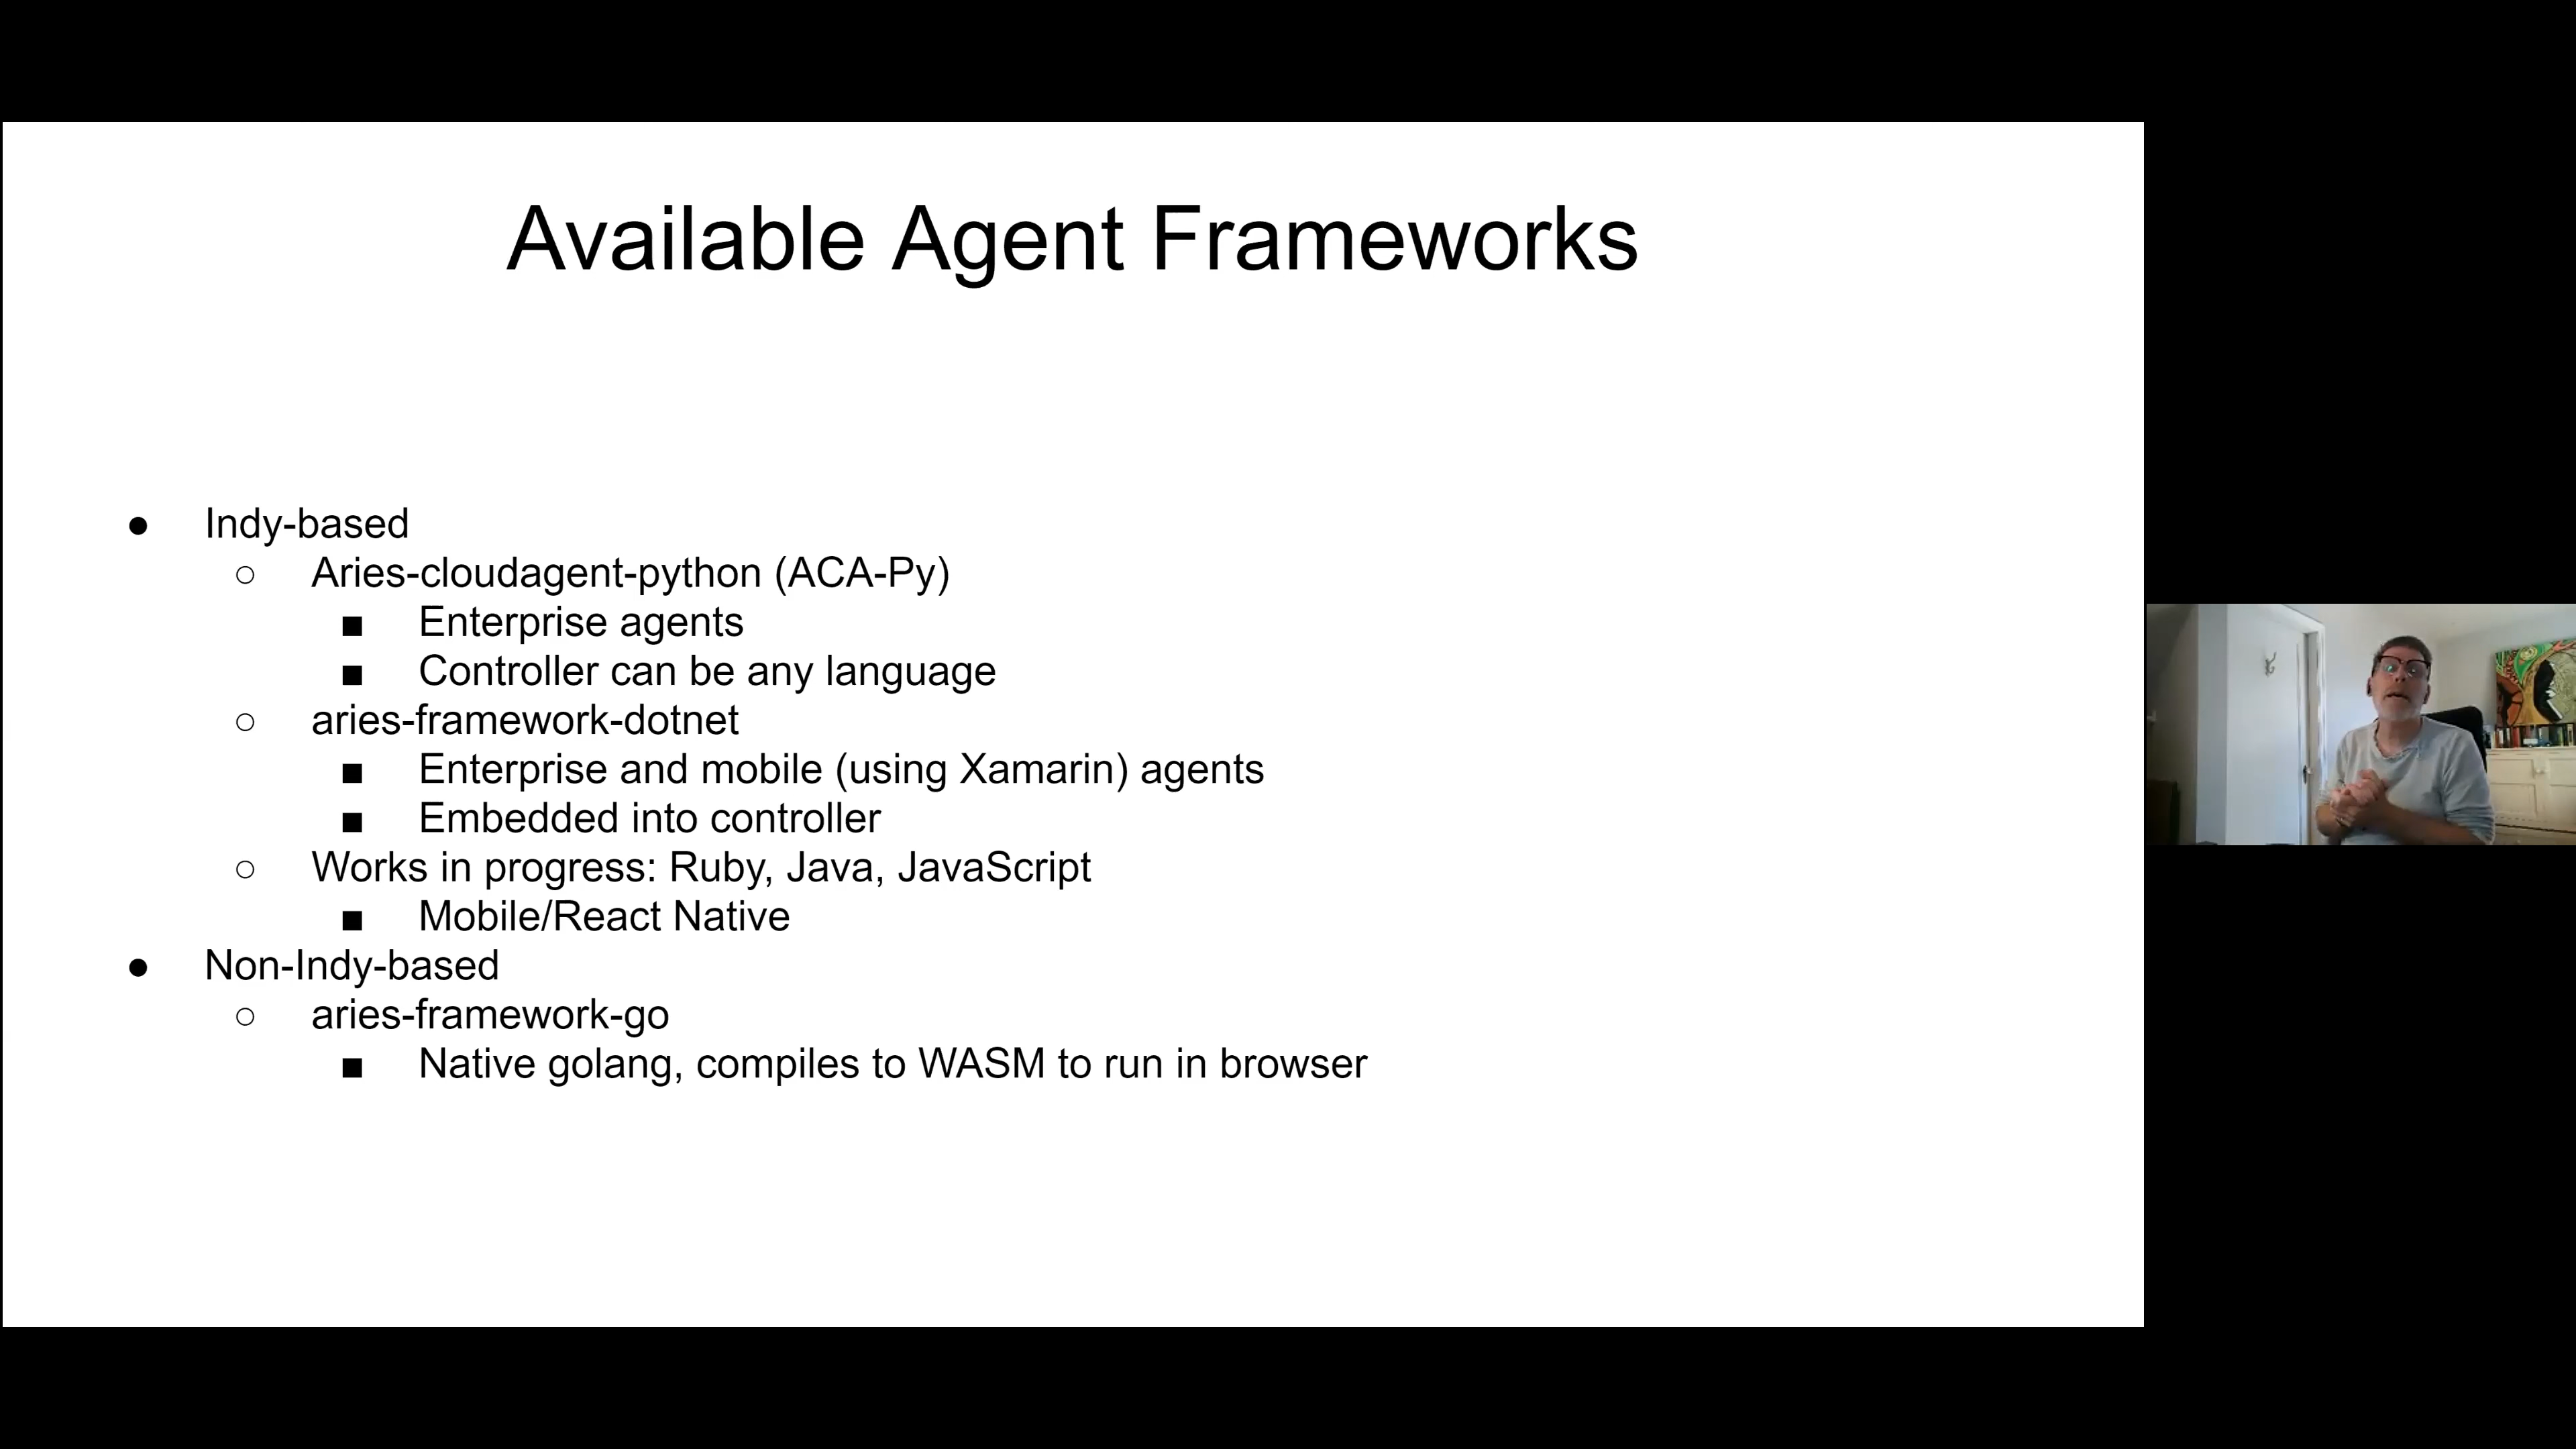 Available Agent Frameworks
● Indy-based
○ Aries-cloudagent-python (ACA-Py)
■ Enterprise agents
■ Controller can be any language
○ aries-framework-dotnet
■ Enterprise and mobile (using Xamarin) agents
■ Embedded into controller
○ Works in progress: Ruby, Java, JavaScript
■ Mobile/React Native
● Non-Indy-based
○ aries-framework-go
■ Native golang, compiles to WASM to run in browser